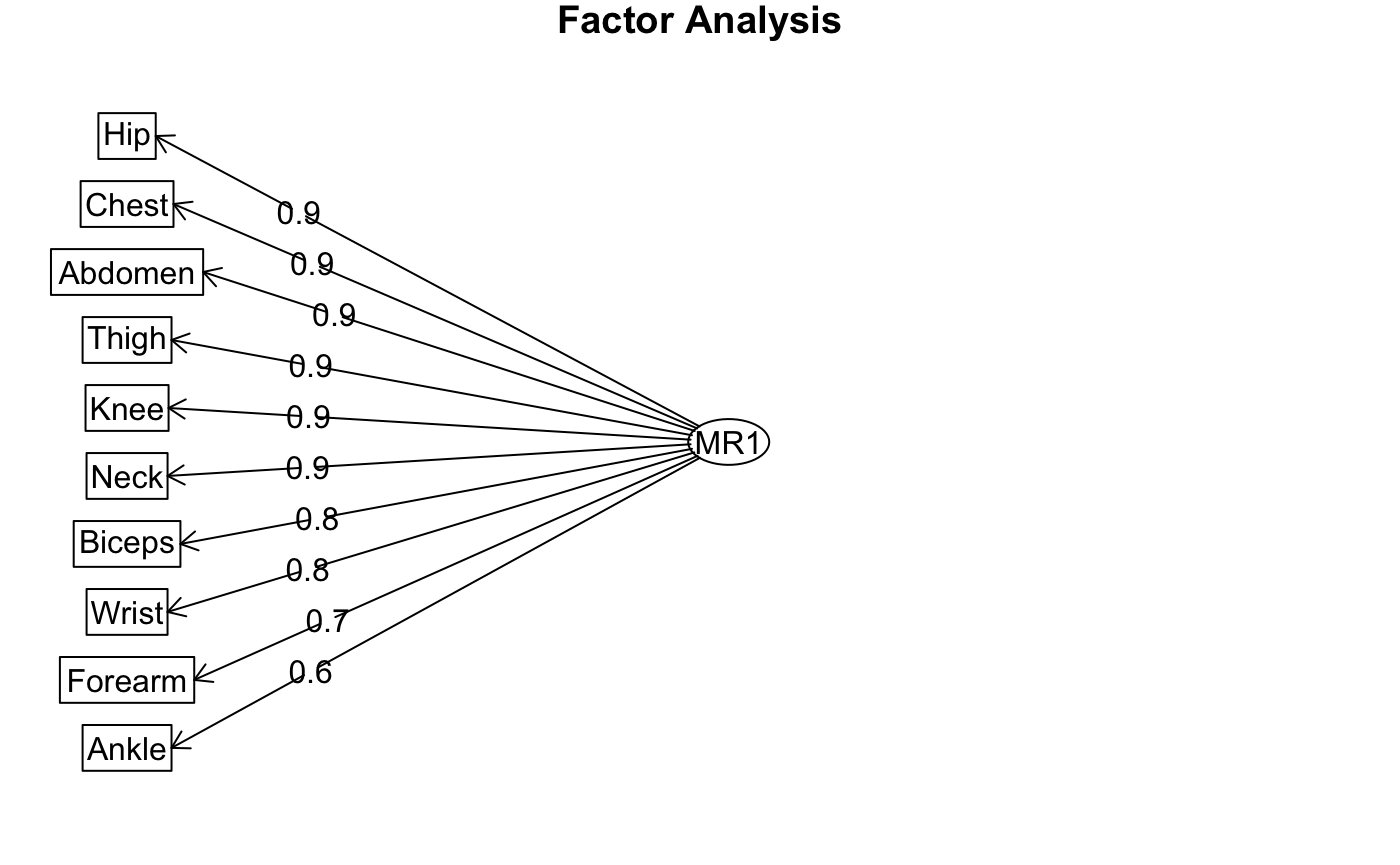 Factor Analysis
Hip
0.9
Chest
0.9
Abdomen
0.9
Thigh
0.9
Knee
0.9
MR1
Neck
0.9
Biceps
0.8
Wrist
0.8
Forearm
0.7
Ankle
0.6